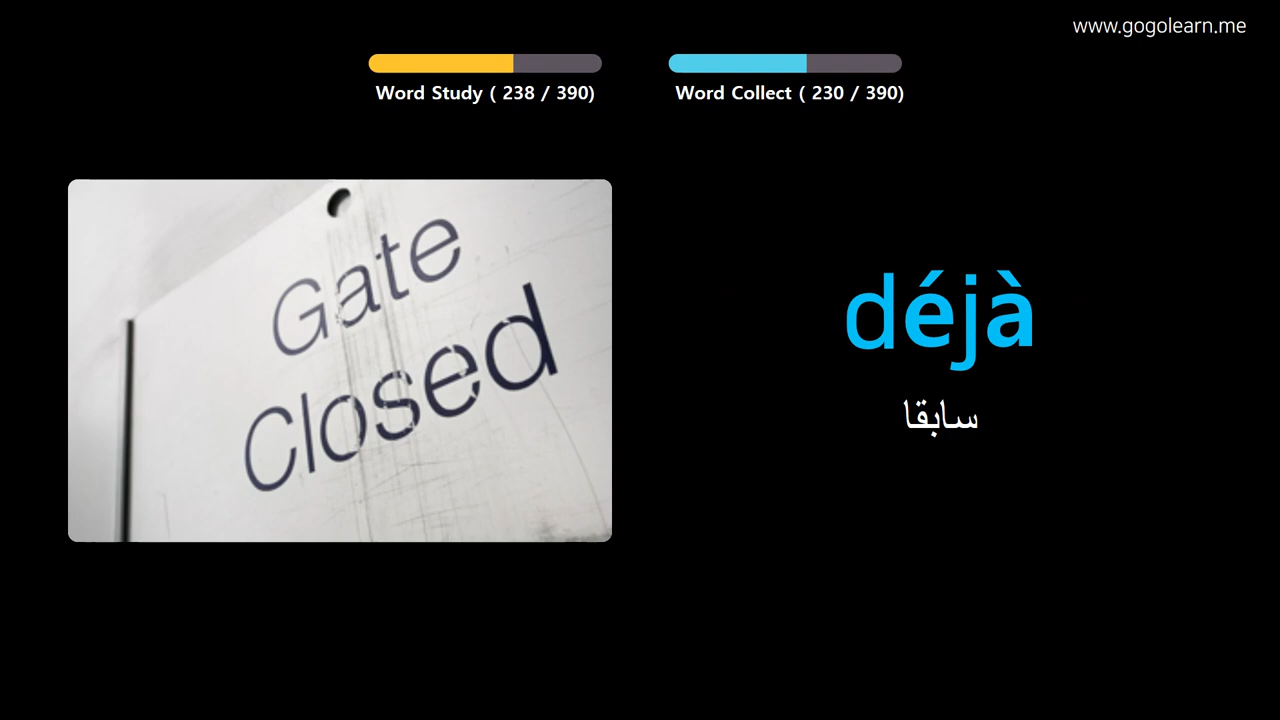 www.gogolearn.me
Word Study ( 238 / 390)
Word Collect ( 230 / 390)
Gate
Closed
déjà
سابقا